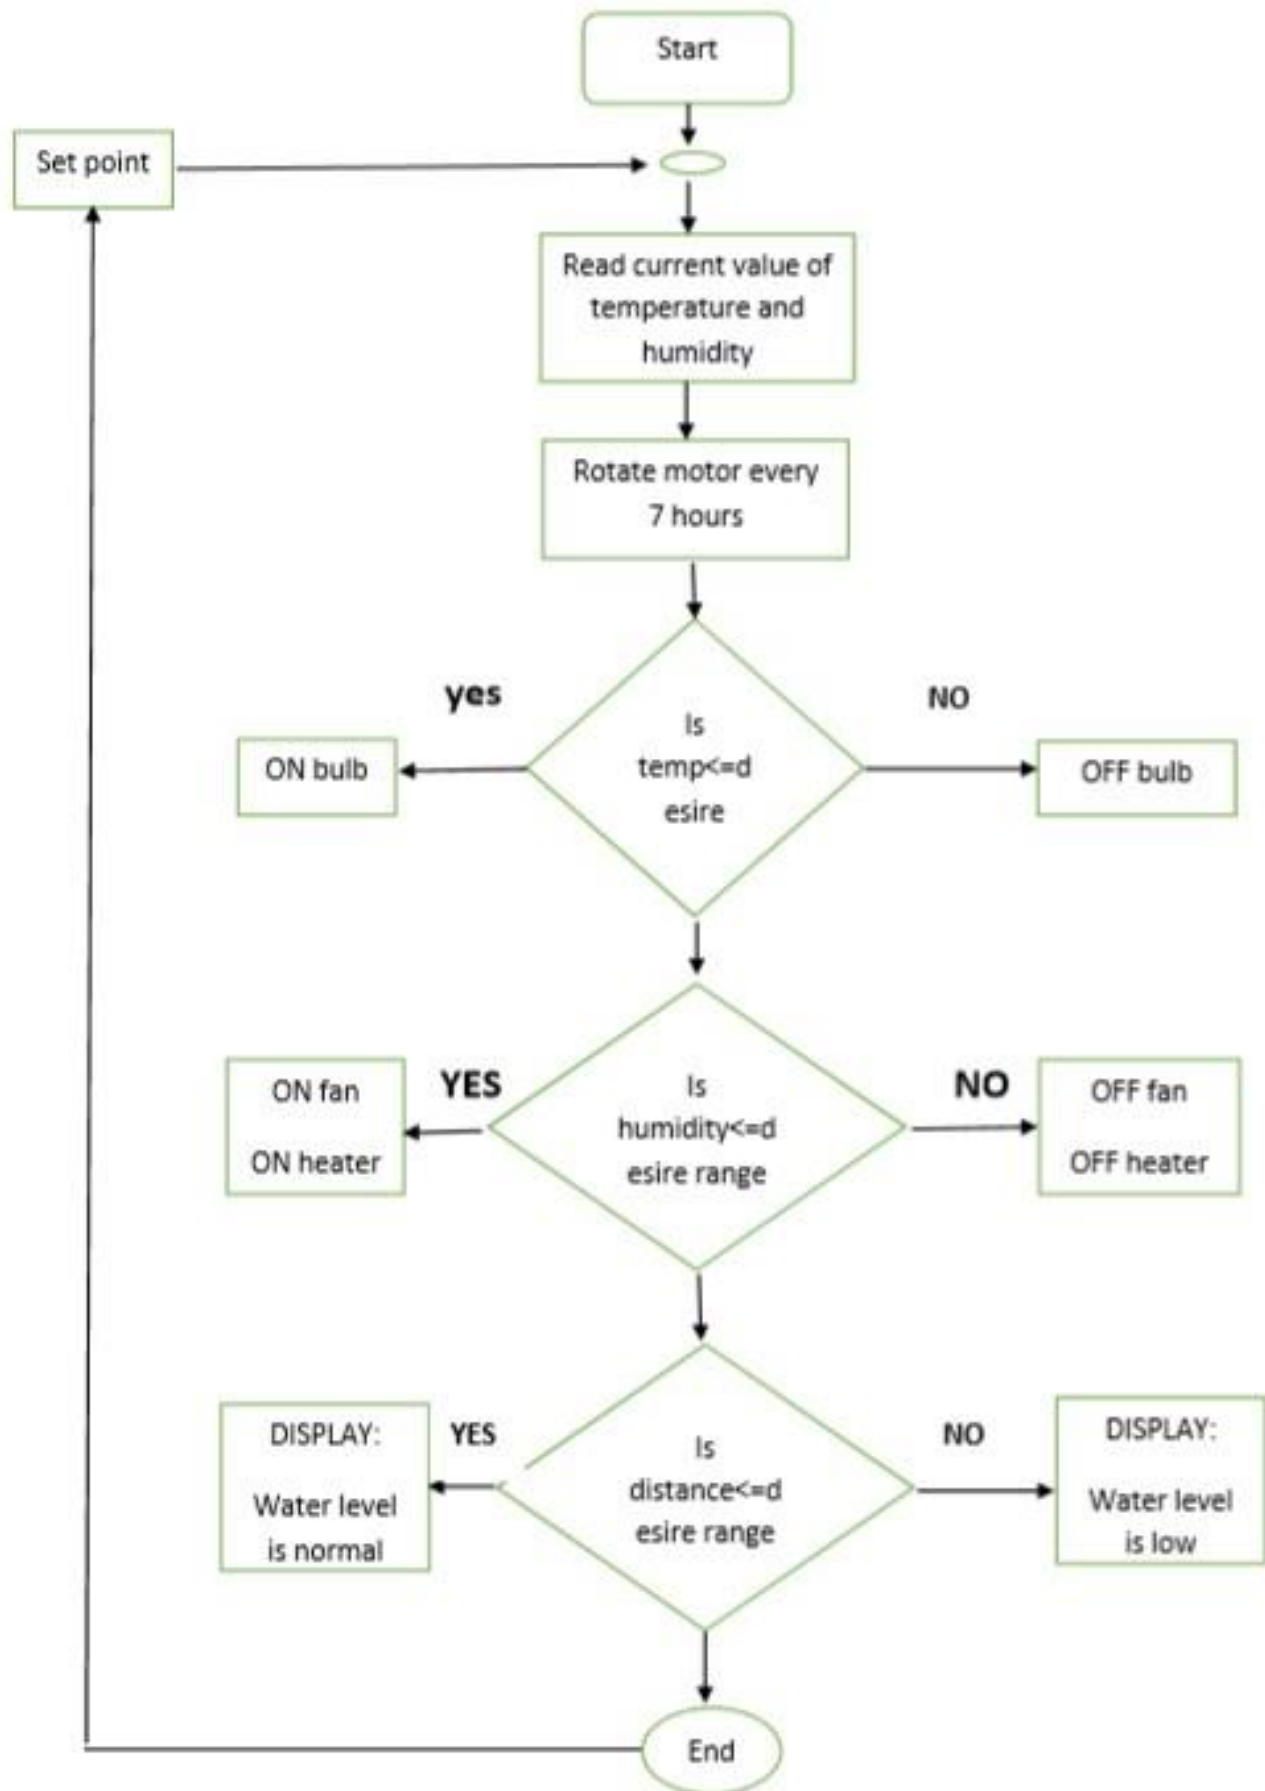 Start
Set point
Read current value of
temperature and
humidity
Rotate motor every
7 hours
yes
NO
Is
temp<=d
esire
ON bulb
OFF bulb
YES
NO
ON fan
ON heater
Is
humidity<=d
esire range
OFF fan
OFF heater
YES
NO
DISPLAY:
Water level
is normal
Is
distance<=d
esire range
DISPLAY:
Water level
is low
End